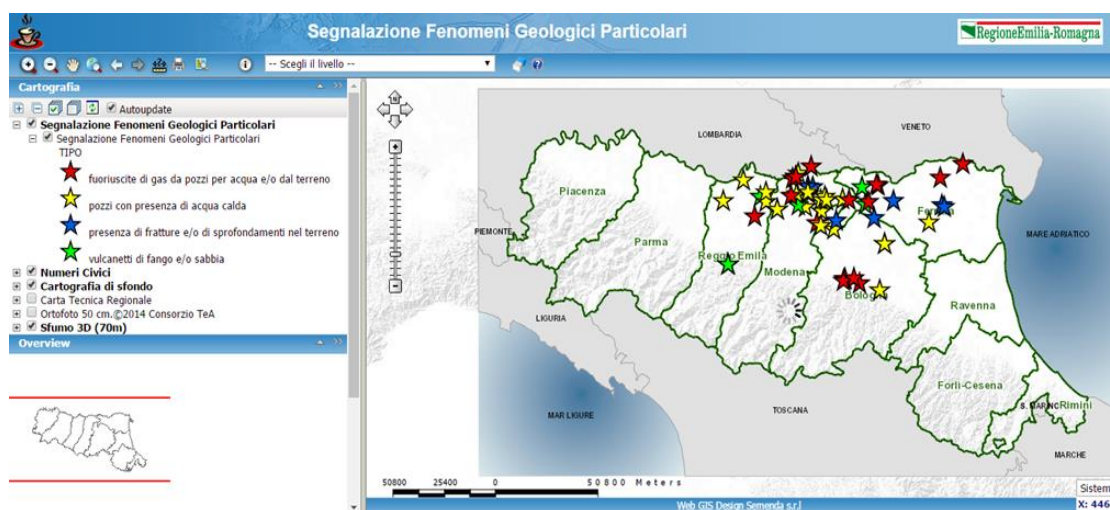 Segnalazione Fenomeni Geologici Particolari
RegioneEmilia-Romagna
-- Scegli il livello --
Cartografia
Autoupdate
Segnalazione Fenomeni Geologici Particolari
Segnalazione Fenomeni Geologici Particolari
TIPO
fuoriuscite di gas da pozzi per acqua e/o dal terreno
pozzi con presenza di acqua calda
presenza di fratture e/o di sprofondamenti nel terreno
vulcanetti di fango e/o sabbia
Numeri Civici
Cartografia di sfondo
Carta Tecnica Regionale
Ortofoto 50 cm.©2014 Consorzio TeA
Sfumo 3D (70m)
Overview
LOMBARDIA
VENETO
Piacenza
PIEMONTE
Parma
Reggio Emilia
Modena
Bologna
Ferrara
MARE ADRIATICO
Ravenna
LIGURIA
Forlì-Cesena
MAR LIGURE
TOSCANA
S. MARINO
Rimini
MARCHE
50800 25400 0 50800 Meters
Sistem
Web GIS Design Semenda s.r.l
X: 446